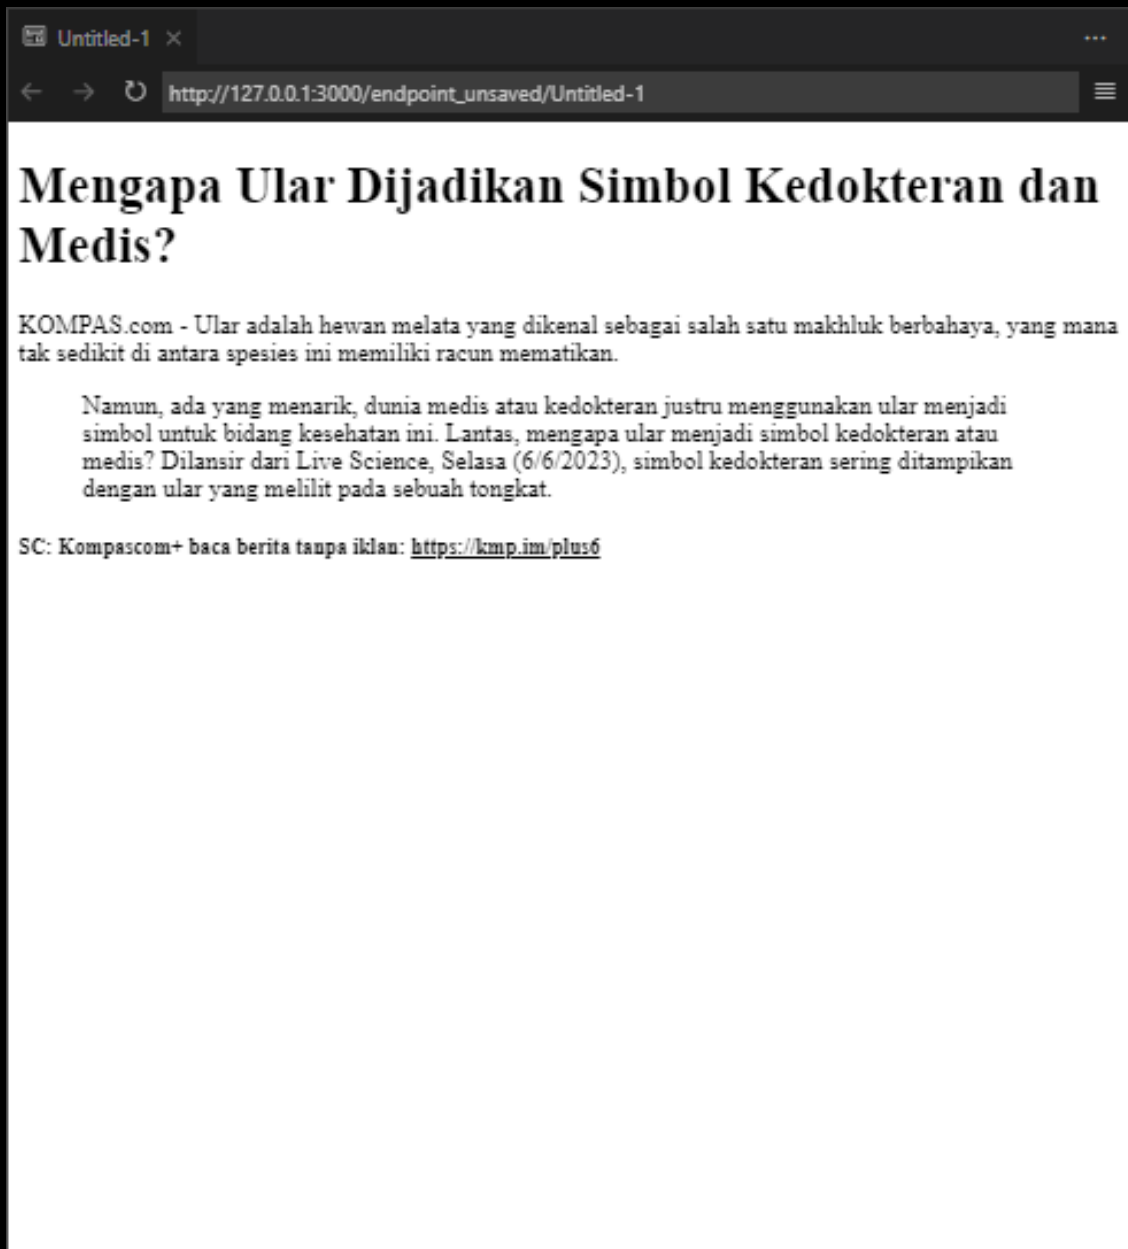 Untitled-1
http://127.0.0.1:3000/endpoint_unsaved/Untitled-1
Mengapa Ular Dijadikan Simbol Kedokteran dan
Medis?
KOMPAS.com - Ular adalah hewan melata yang dikenal sebagai salah satu makhluk berbahaya, yang mana
tak sedikit di antara spesies ini memiliki racun mematikan.
Namun, ada yang menarik, dunia medis atau kedokteran justru menggunakan ular menjadi
simbol untuk bidang kesehatan ini. Lantas, mengapa ular menjadi simbol kedokteran atau
medis? Dilansir dari Live Science, Selasa (6/6/2023), simbol kedokteran sering ditampikan
dengan ular yang melilit pada sebuah tongkat.
SC: Kompascom+ baca berita tanpa iklan: https://kmp.im/plus6